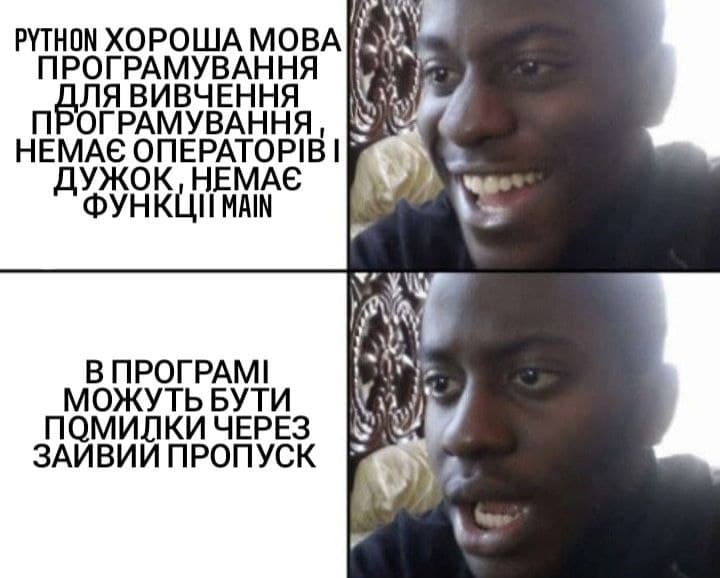 PYTHON ХОРОША МОВА
ПРОГРАМУВАННЯ
ДЛЯ ВИВЧЕННЯ
ПРОГРАМУВАННЯ,
НЕМАЄ ОПЕРАТОРІВ І
ДУЖОК, НЕМАЄ
ФУНКЦІЇ MAIN
В ПРОГРАМІ
МОЖУТЬ БУТИ
ПОМИЛКИ ЧЕРЕЗ
ЗАЙВИЙ ПРОПУСК